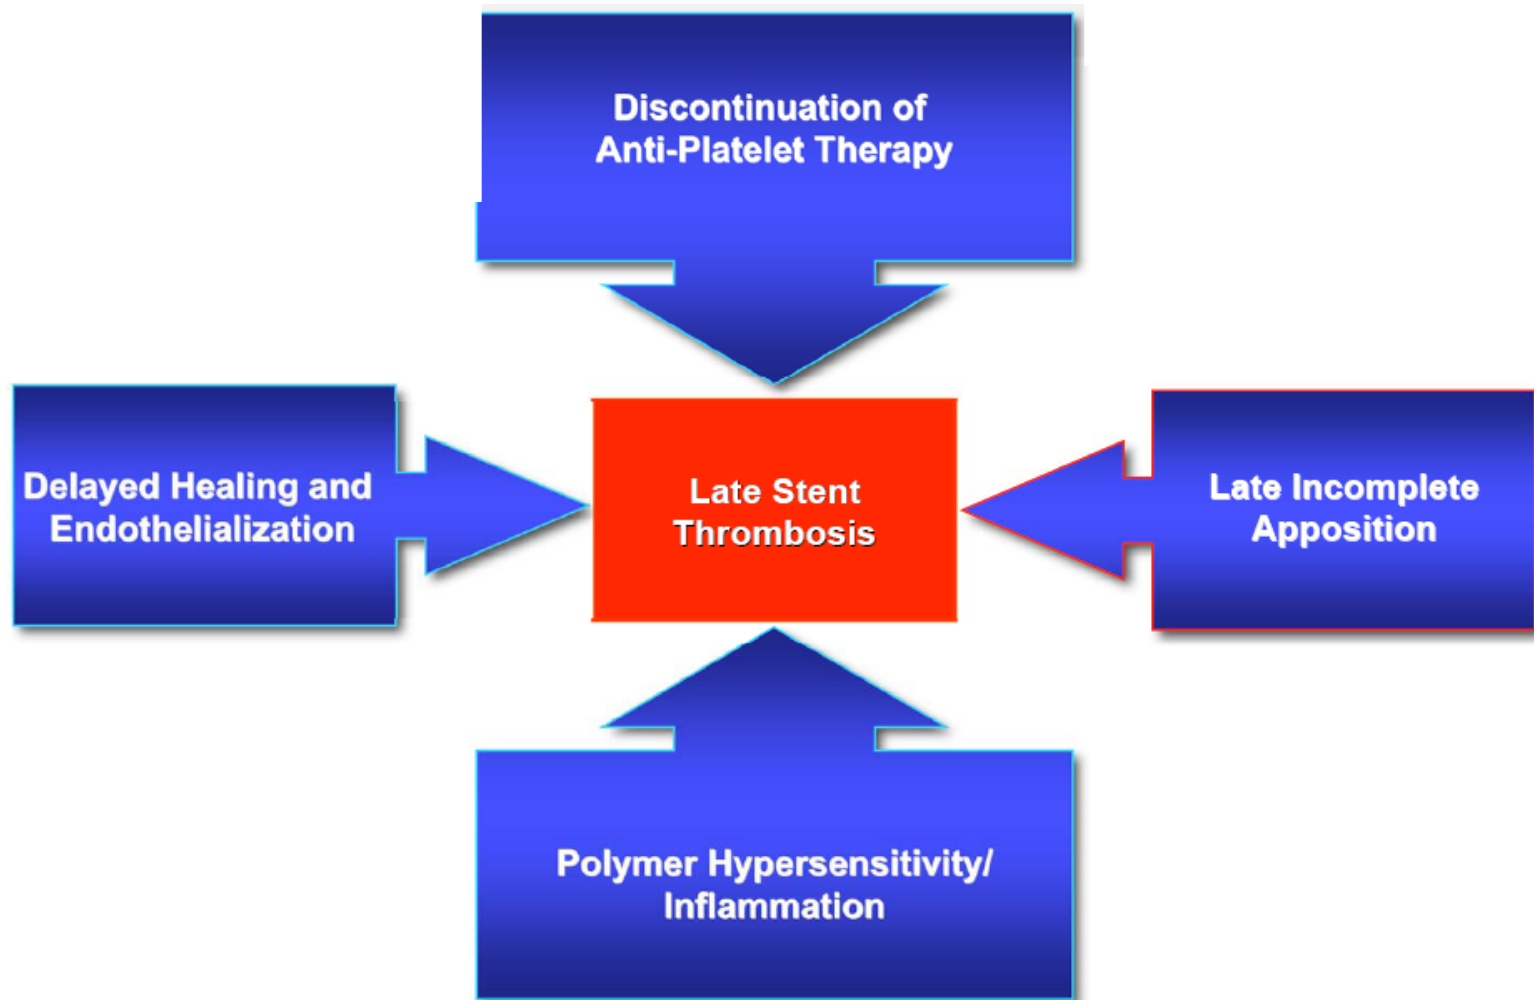 Discontinuation of
Anti-Platelet Therapy
Delayed Healing and
Endothelialization
Late Stent
Thrombosis
Late Incomplete
Apposition
Polymer Hypersensitivity/
Inflammation